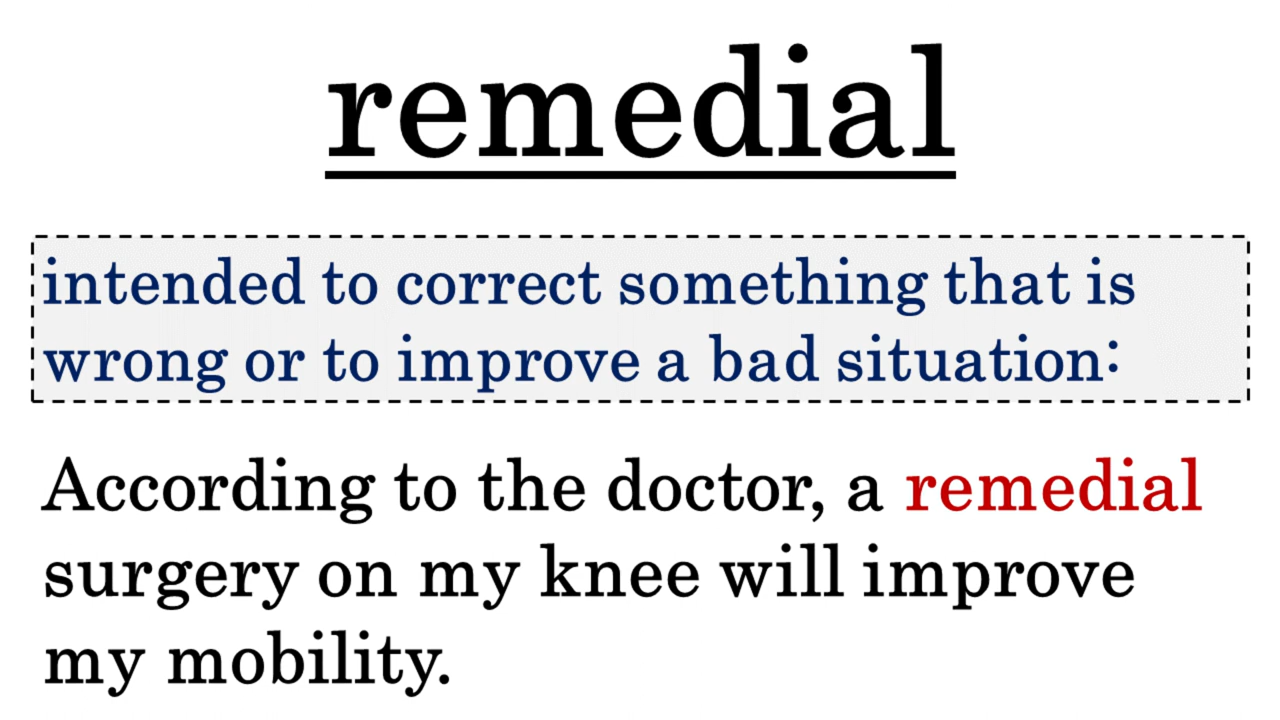 remedial
intended to correct something that is
wrong or to improve a bad situation:
According to the doctor, a remedial
surgery on my knee will improve
my mobility.